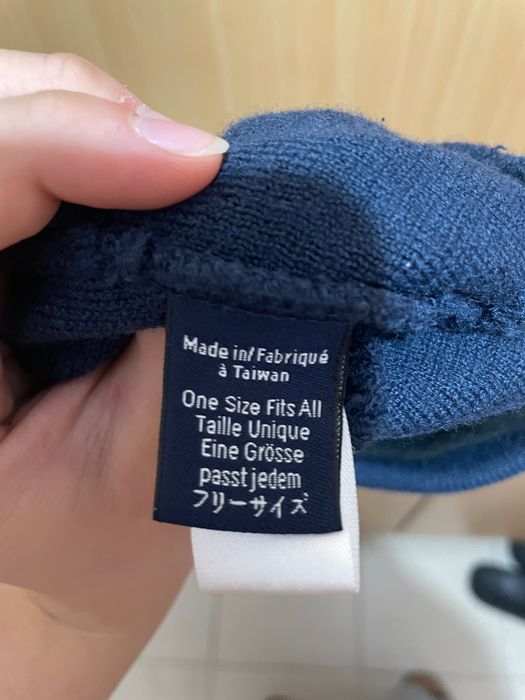 Made in/Fabriqué
à Taiwan
One Size Fits All
Taille Unique
Eine Grösse
passt jedem
フリーサイズ